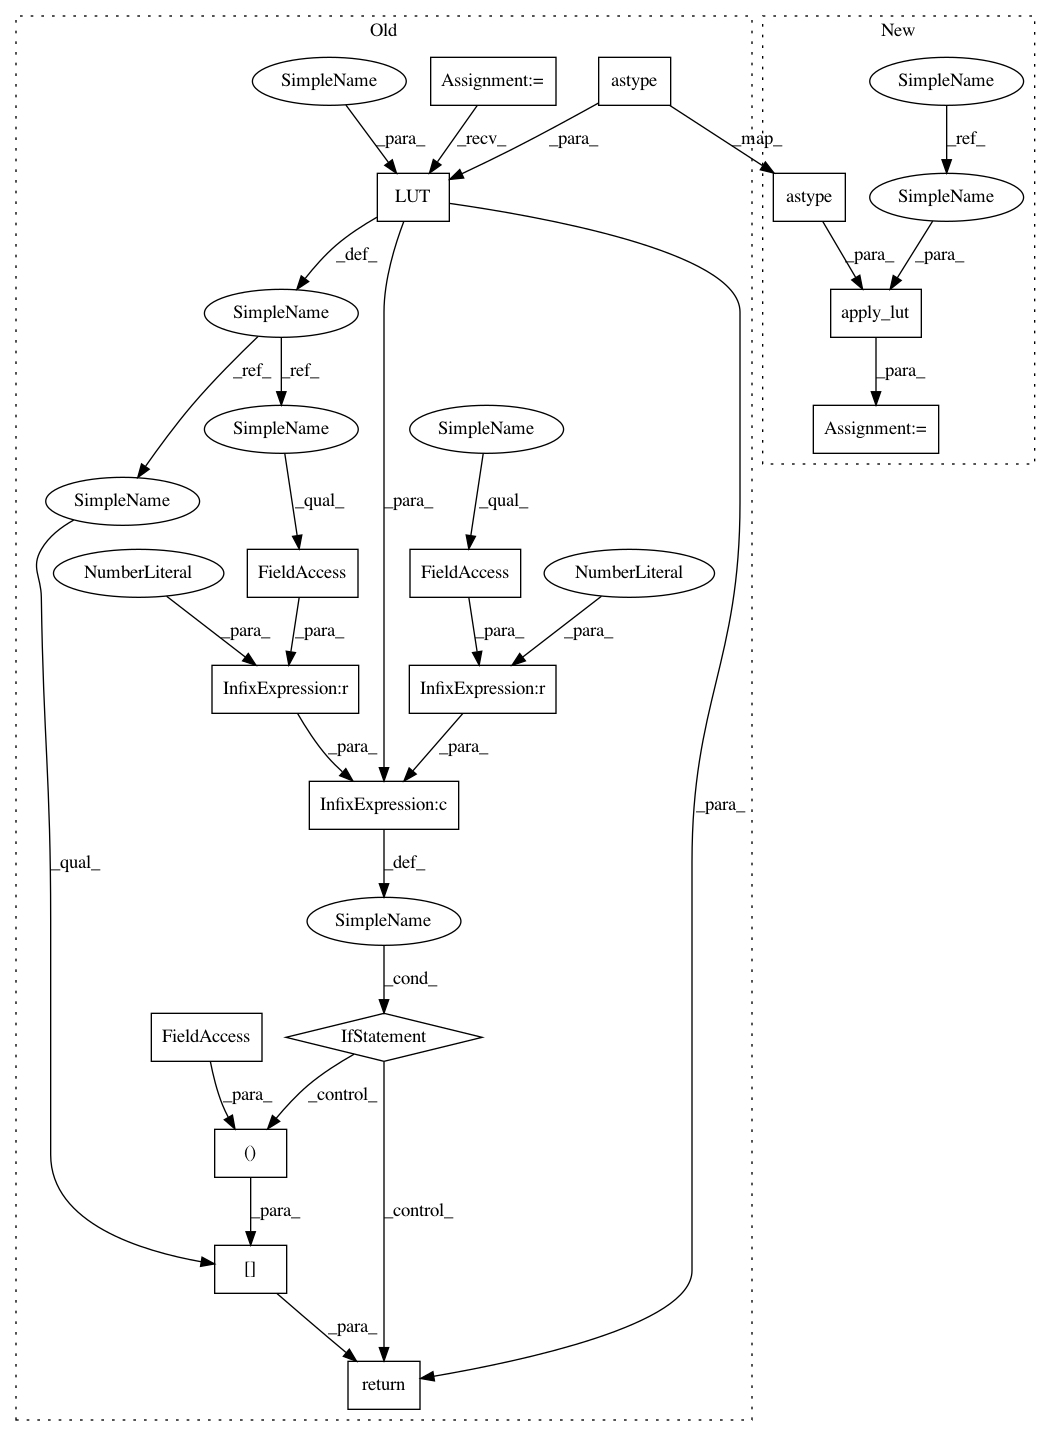 Old
New
SimpleName
Assignment:=
astype
SimpleName
_para_
_recv_
_para_
_map_
_ref_
LUT
astype
SimpleName
_def_
_para_
_para_
SimpleName
apply_lut
_ref_
_ref_
_para_
SimpleName
SimpleName
Assignment:=
SimpleName
_qual_
_para_
_qual_
NumberLiteral
FieldAccess
FieldAccess
NumberLiteral
_para_
_para_
_para_
_para_
InfixExpression:r
InfixExpression:r
_para_
_para_
InfixExpression:c
_para_
_qual_
_def_
SimpleName
_cond_
FieldAccess
IfStatement
_para_
_control_
()
_para_
_control_
[]
_para_
return